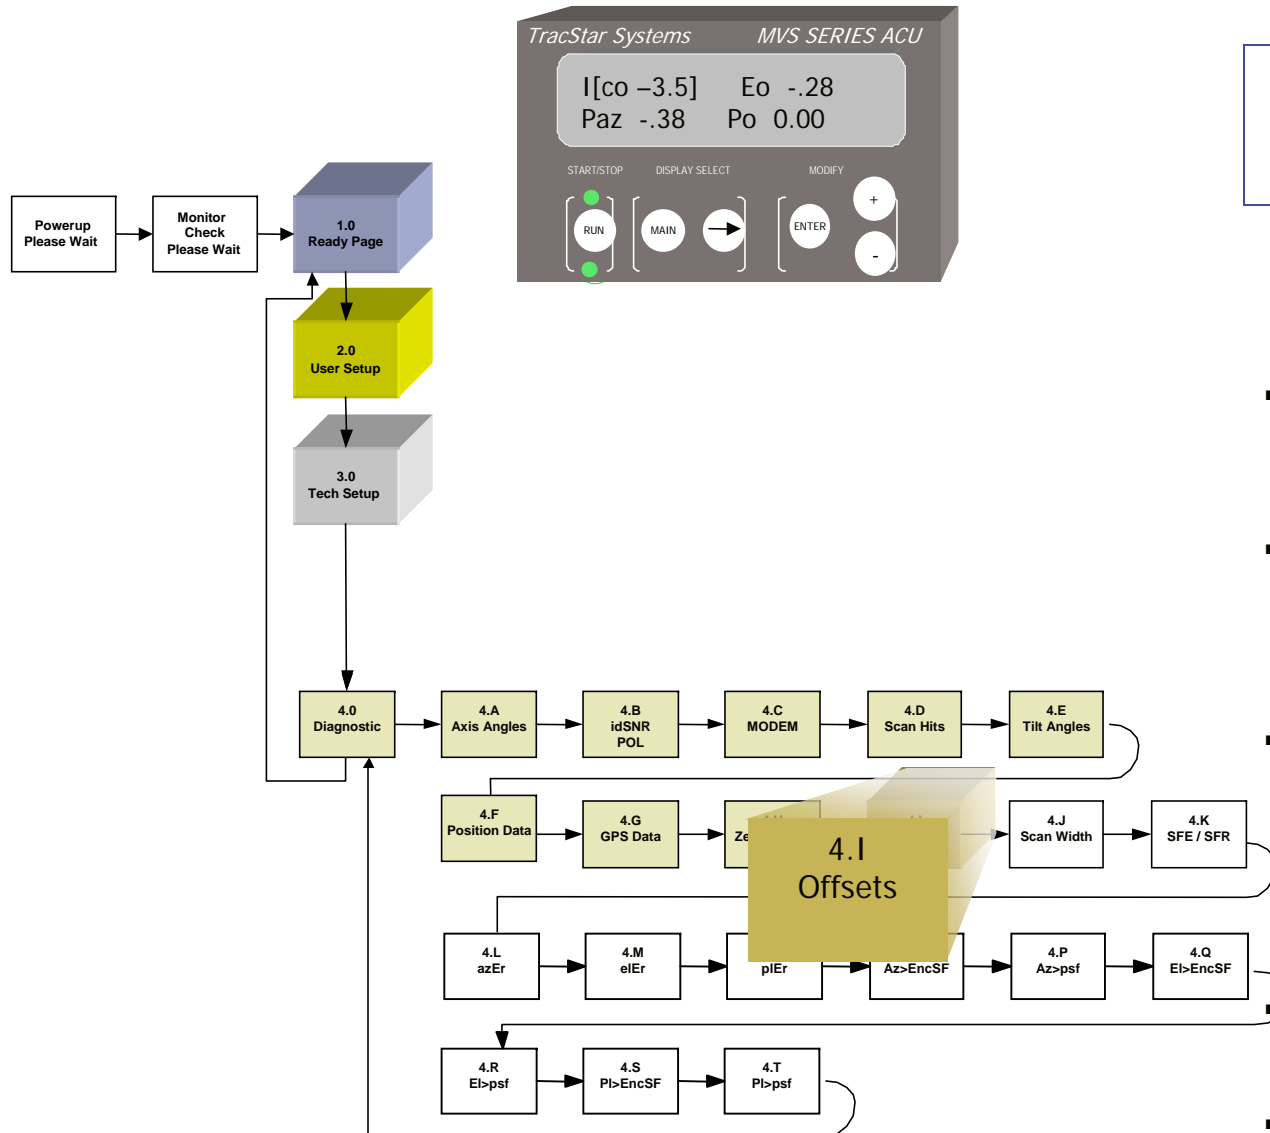 TracStar Systems MVS SERIES ACU
I[co –3.5] Eo -.28
Paz -.38 Po 0.00
START/STOP DISPLAY SELECT MODIFY
RUN MAIN ENTER + -
Powerup
Please Wait
Monitor
Check
Please Wait
1.0
Ready Page
2.0
User Setup
3.0
Tech Setup
4.0
Diagnostic
4.A
Axis Angles
4.B
idSNR
POL
4.C
MODEM
4.D
Scan Hits
4.E
Tilt Angles
4.F
Position Data
4.G
GPS Data
4.I
Offsets
4.J
Scan Width
4.K
SFE / SFR
4.L
azEr
4.M
elEr
plEr
Az>EncSF
4.P
Az>psf
4.Q
El>EncSF
4.R
El>psf
4.S
Pl>EncSF
4.T
Pl>psf